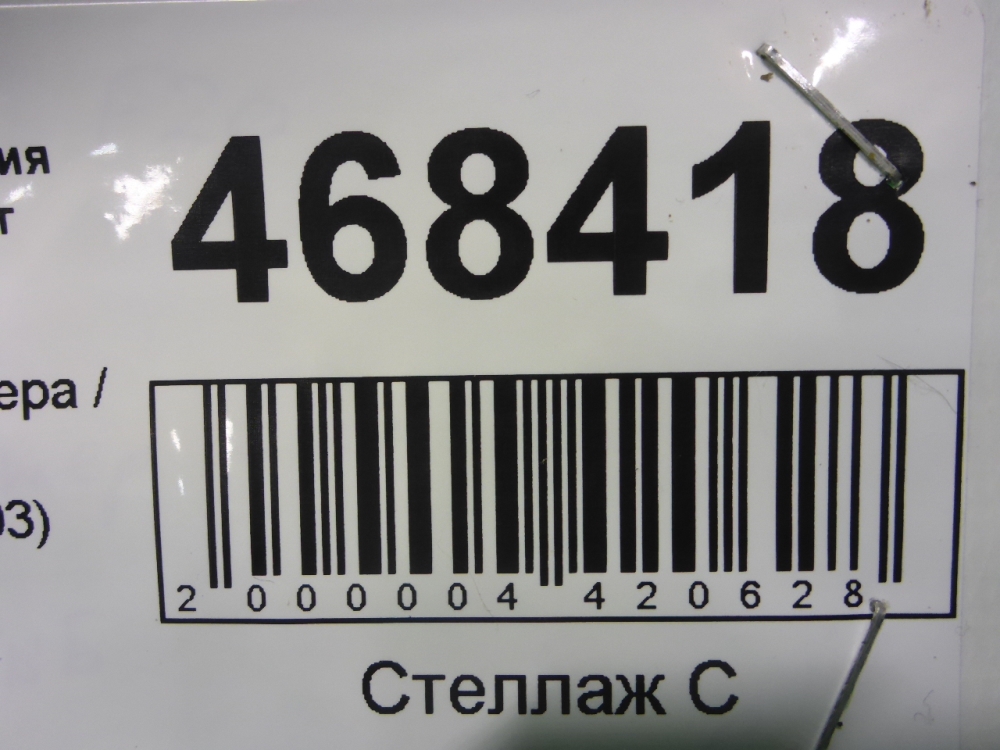 ия
468418
т
ера /
03)
2 000004 420628
Стеллаж С